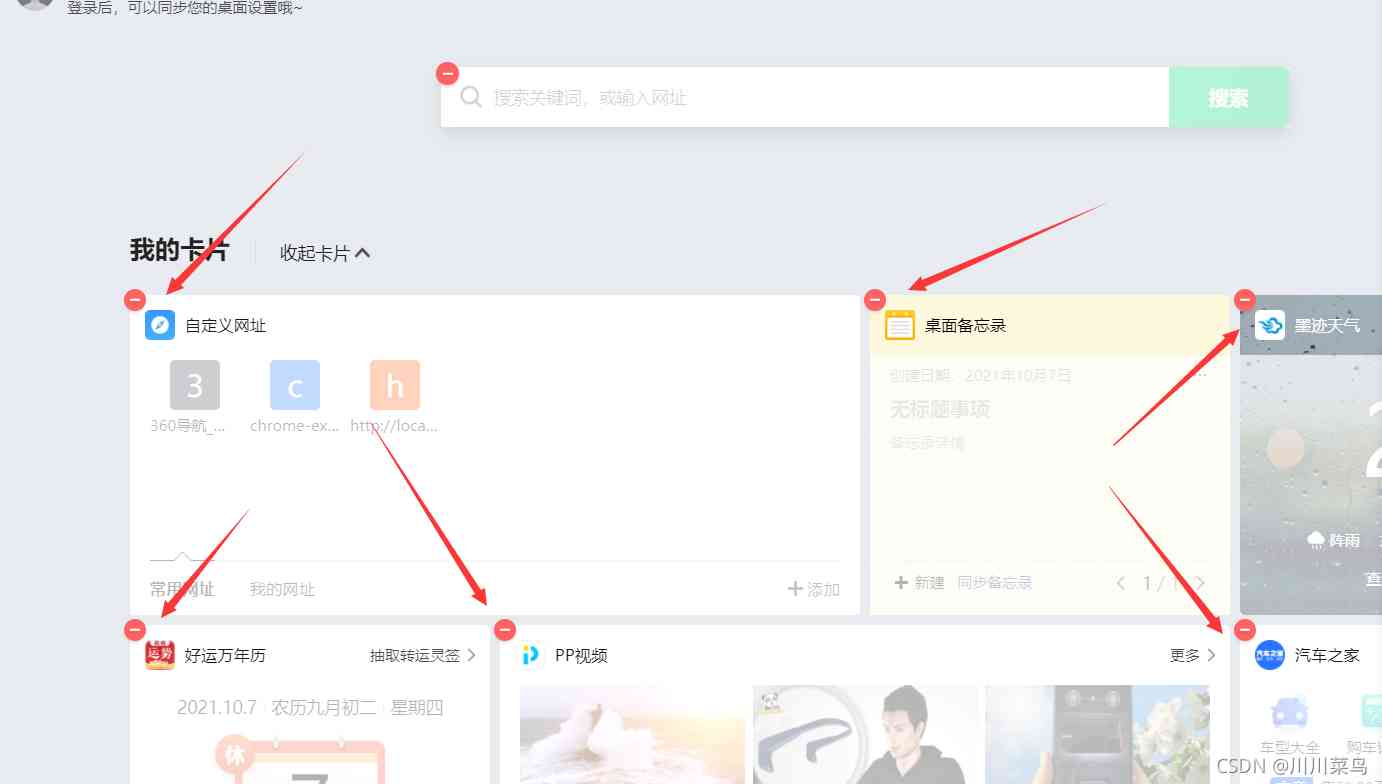 登录后，可以同步您的桌面设置哦~
搜索关键词，或输入网址
搜索
我的卡片
收起卡片
自定义网址
桌面备忘录
墨迹天气
3
c
h
360导航_...
chrome-ex...
http://loca...
创建日期：2021年10月7日
无标题事项
备忘录详情
阵雨
常用网址
我的网址
添加
新建
同步备忘录
1 /
好运万年历
抽取转运灵签
PP视频
更多
汽车之家
2021.10.7
农历九月初二
星期四
休
车型大全
CSDN @川川菜鸟